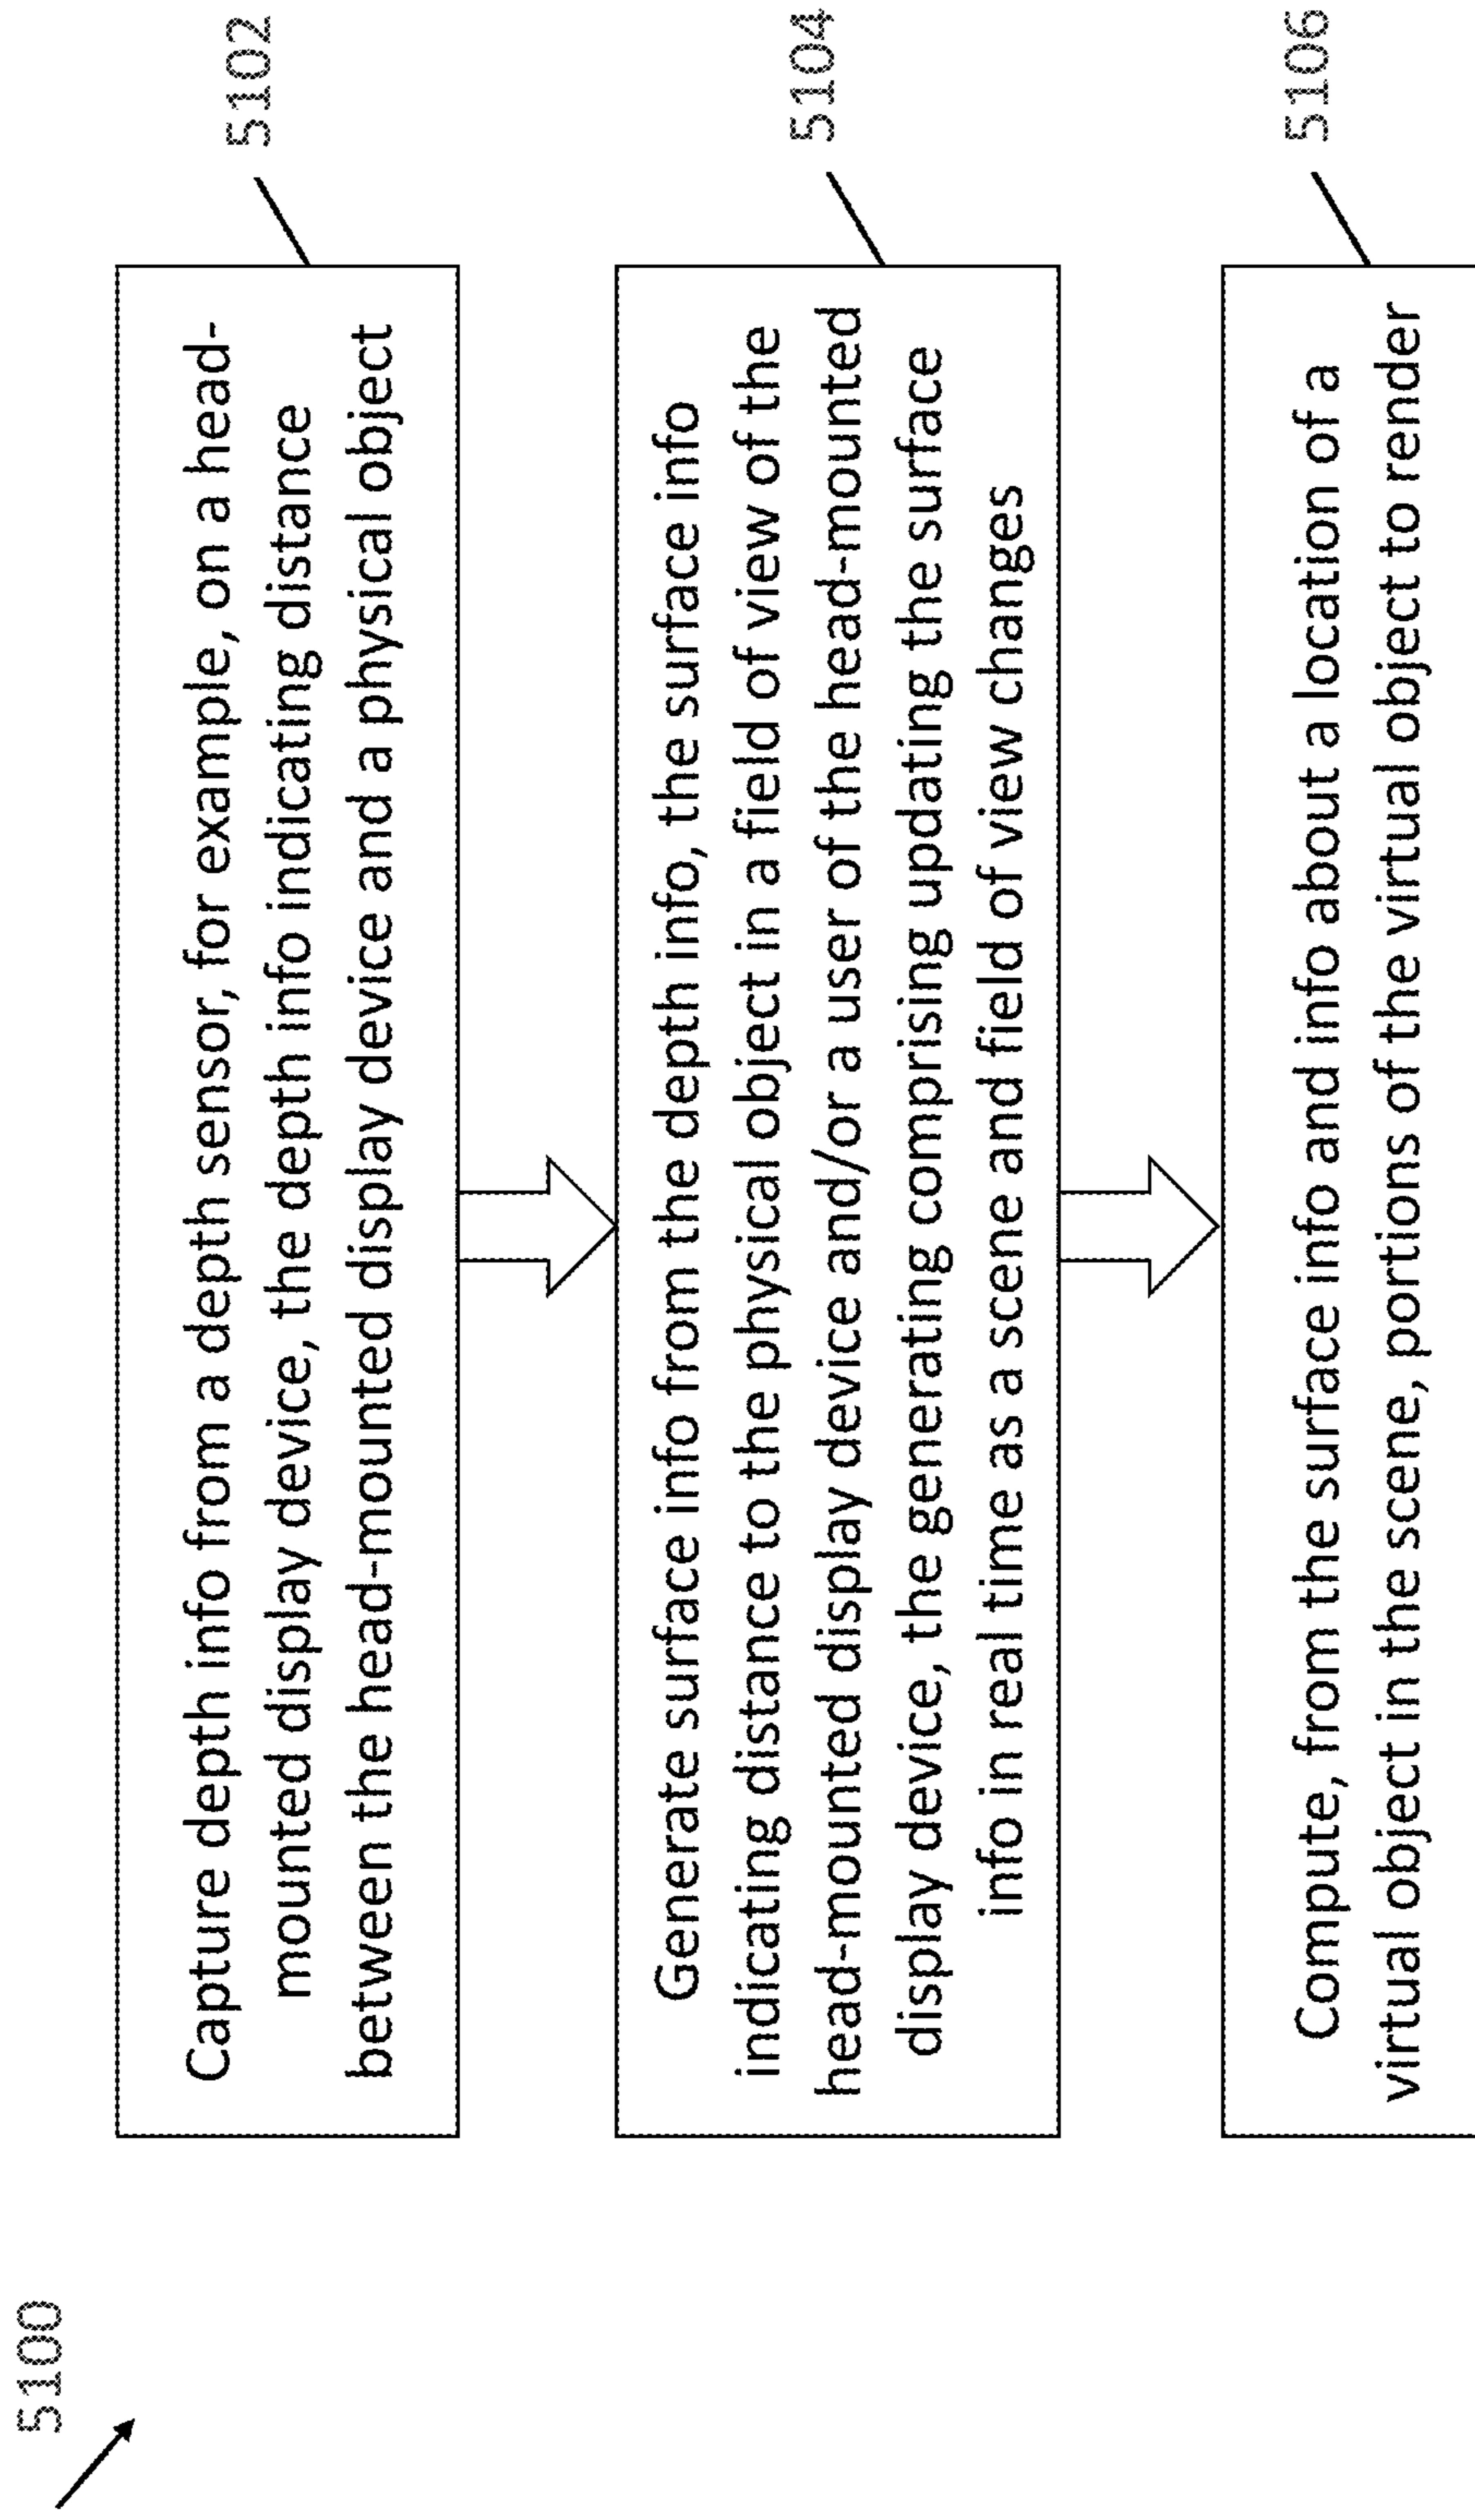 5100
Capture depth info from a depth sensor, for example, on a head-
mounted display device, the depth info indicating distance
between the head-mounted display device and a physical object
5102
Generate surface info from the depth info, the surface info
indicating distance to the physical object in a field of view of the
head-mounted display device and/or a user of the head-mounted
display device, the generating comprising updating the surface
info in real time as a scene and field of view changes
5104
Compute, from the surface info and info about a location of a
virtual object in the scene, portions of the virtual object to render
5106